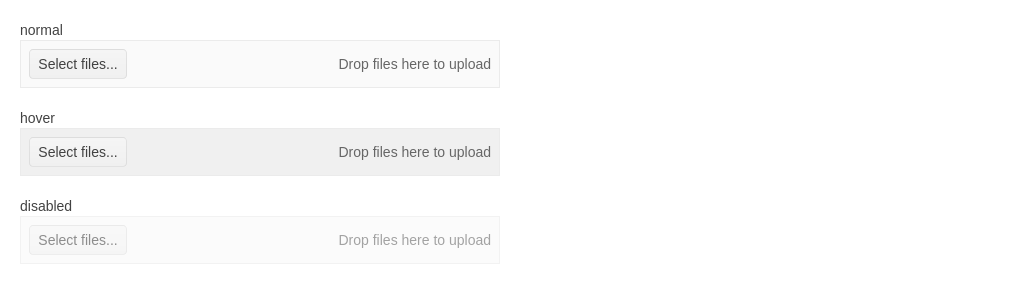 normal
Select files... Drop files here to upload
hover
Select files... Drop files here to upload
disabled
Select files... Drop files here to upload